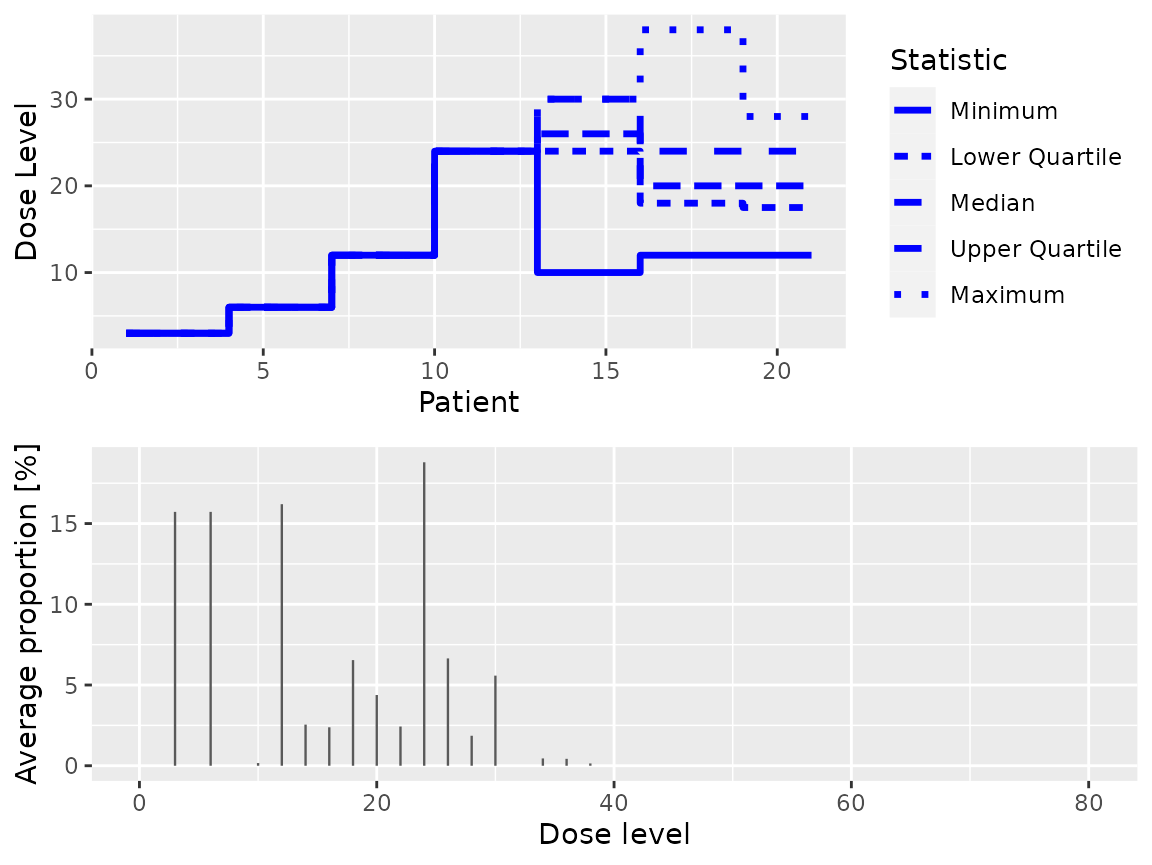 Dose Level
30
20
10
0
5
10
15
20
Patient
Statistic
Minimum
Lower Quartile
Median
Upper Quartile
Maximum
Average proportion [%]
15
10
5
0
0
20
40
60
80
Dose level